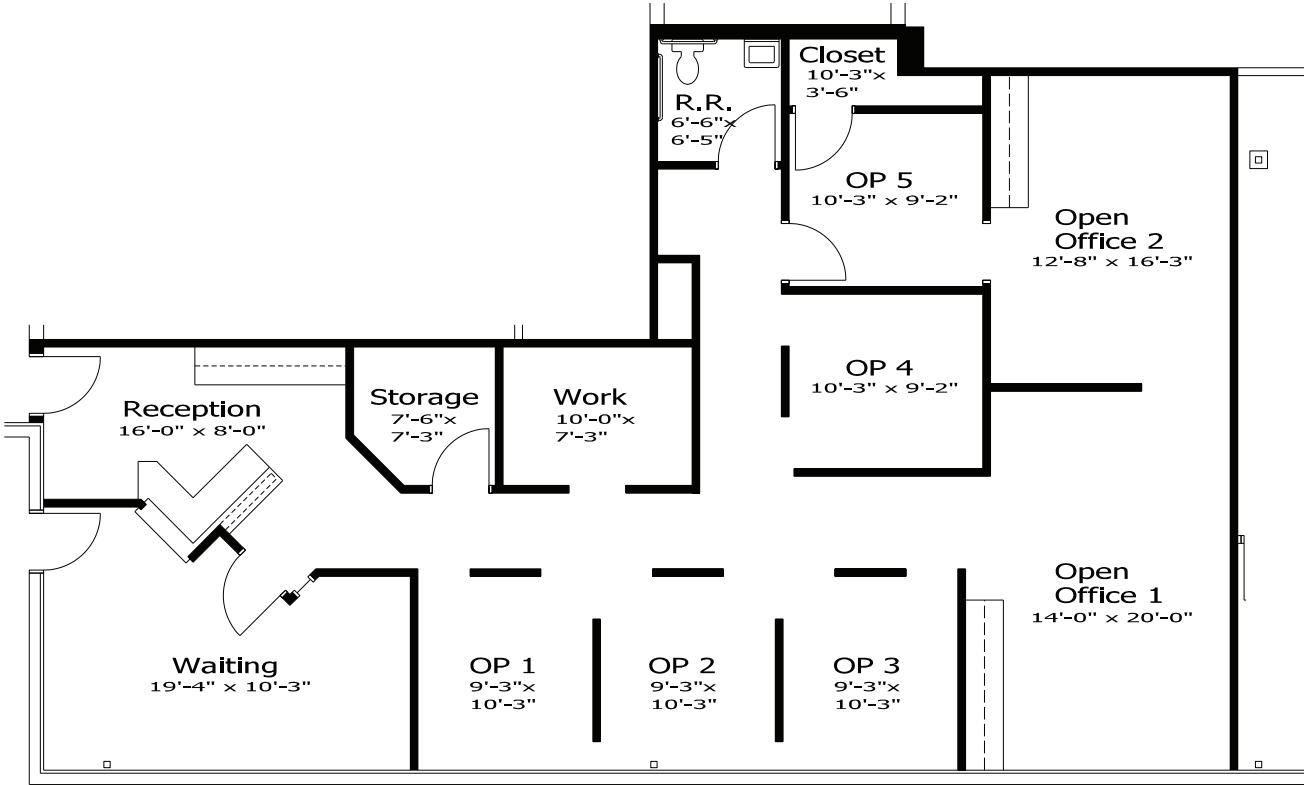 Closet
10'-3"x
3'-6"
R.R.
6'-6"x
6'-5"
OP 5
10'-3" x 9'-2"
Open
Office 2
12'-8" x 16'-3"
OP 4
10'-3" x 9'-2"
Reception
16'-0" x 8'-0"
Storage
7'-6"x
7'-3"
Work
10'-0"x
7'-3"
Open
Office 1
14'-0" x 20'-0"
Waiting
19'-4" x 10'-3"
OP 1
9'-3"x
10'-3"
OP 2
9'-3"x
10'-3"
OP 3
9'-3"x
10'-3"